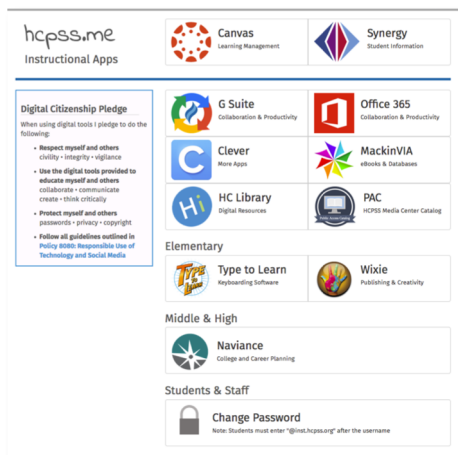 hcpss.me
Instructional Apps
Canvas
Learning Management
Synergy
Student Information
Digital Citizenship Pledge
When using digital tools I pledge to do the
following:
• Respect myself and others
civility • integrity • vigilance
• Use the digital tools provided to
educate myself and others
collaborate • communicate
create • think critically
• Protect myself and others
passwords • privacy • copyright
• Follow all guidelines outlined in
Policy 8080: Responsible Use of
Technology and Social Media
G Suite
Collaboration & Productivity
Office 365
Collaboration & Productivity
C
Clever
More Apps
MackinVIA
eBooks & Databases
Hi
HC Library
Digital Resources
PAC
HCPSS Media Center Catalog
Elementary
Type to Learn
Type to Learn
Keyboarding Software
Wixie
Publishing & Creativity
Middle & High
Naviance
College and Career Planning
Students & Staff
Change Password
Note: Students must enter "@inst.hcpss.org" after the username